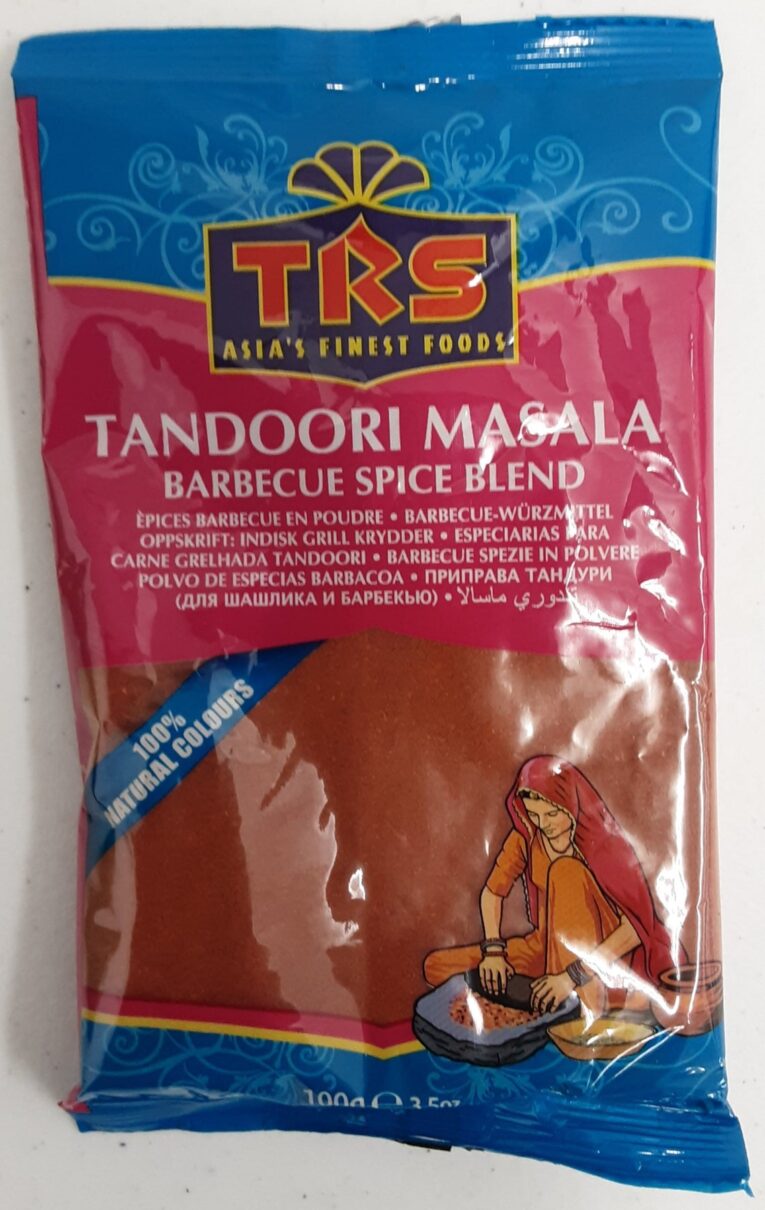 TRS
ASIA'S FINEST FOODS
TANDOORI MASALA
BARBECUE SPICE BLEND
ÈPICES BARBECUE EN POUDRE • BARBECUE-WÜRZMITTEL
OPPSKRIFT: INDISK GRILL KRYDDER • ESPECIARIAS PARA
CARNE GRELHADA TANDOORI • BARBECUE SPEZIE IN POLVERE
POLVO DE ESPECIAS BARBACOA • ПРИПРАВА ТАНДУРИ
(ДЛЯ ШАШЛИКА И БАРБЕКЬЮ) • تندوري ماسالا
100%
NATURAL COLOURS
100g ℮ 3.5oz